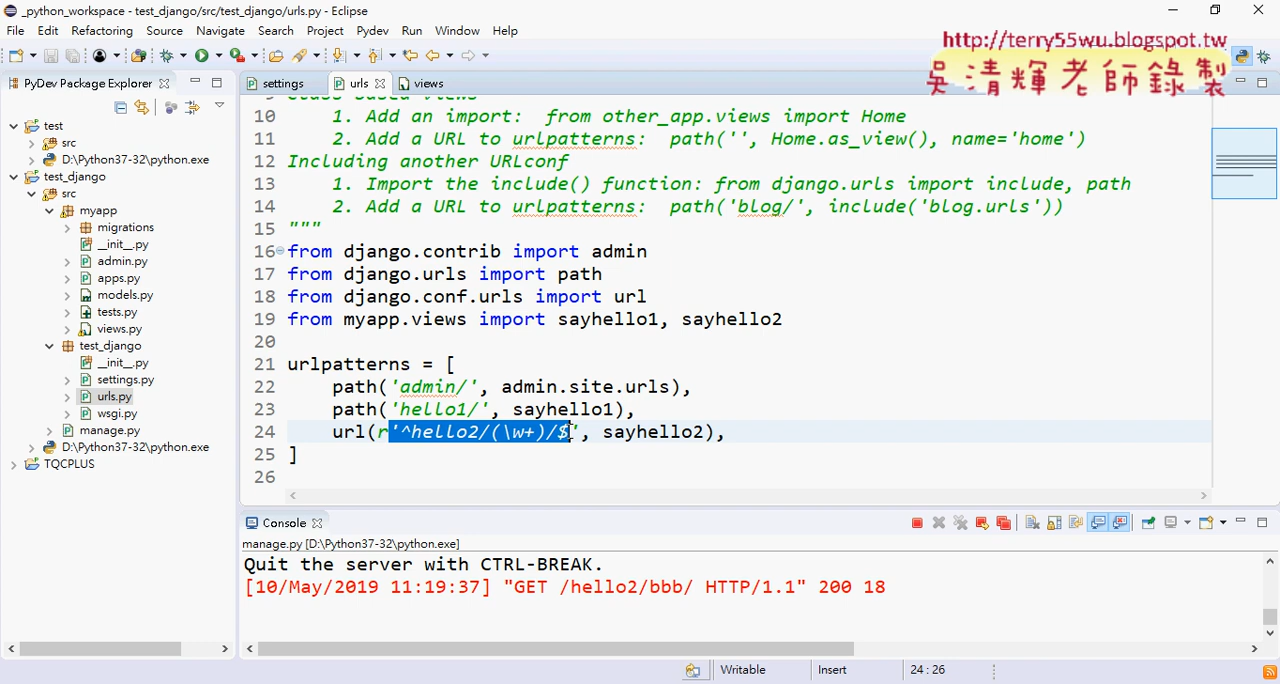 _python_workspace - test_django/src/test_django/urls.py - Eclipse
File Edit Refactoring Source Navigate Search Project Pydev Run Window Help
http://terry55wu.blogspot.tw
吳清輝老師錄製
PyDev Package Explorer
settings urls views
test
src
D:\Python37-32\python.exe
test_django
src
myapp
migrations
__init__.py
admin.py
apps.py
models.py
tests.py
views.py
test_django
__init__.py
settings.py
urls.py
wsgi.py
manage.py
D:\Python37-32\python.exe
TQCPLUS
10 1. Add an import: from other_app.views import Home
11 2. Add a URL to urlpatterns: path('', Home.as_view(), name='home')
12 Including another URLconf
13 1. Import the include() function: from django.urls import include, path
14 2. Add a URL to urlpatterns: path('blog/', include('blog.urls'))
15 """
16 from django.contrib import admin
17 from django.urls import path
18 from django.conf.urls import url
19 from myapp.views import sayhello1, sayhello2
20
21 urlpatterns = [
22 path('admin/', admin.site.urls),
23 path('hello1/', sayhello1),
24 url(r'^hello2/(\w+)/$', sayhello2),
25 ]
26
Console
manage.py [D:\Python37-32\python.exe]
Quit the server with CTRL-BREAK.
[10/May/2019 11:19:37] "GET /hello2/bbb/ HTTP/1.1" 200 18
Writable Insert 24 : 26